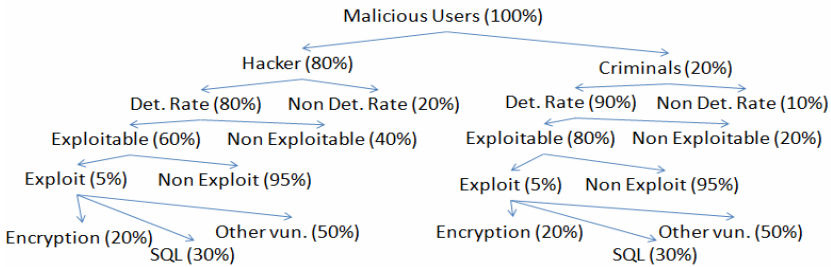 Malicious Users (100%)
Hacker (80%) Criminals (20%)
Det. Rate (80%) Non Det. Rate (20%) Det. Rate (90%) Non Det. Rate (10%)
Exploitable (60%) Non Exploitable (40%) Exploitable (80%) Non Exploitable (20%)
Exploit (5%) Non Exploit (95%) Exploit (5%) Non Exploit (95%)
Encryption (20%) Other vun. (50%) Encryption (20%) Other vun. (50%)
SQL (30%) SQL (30%)